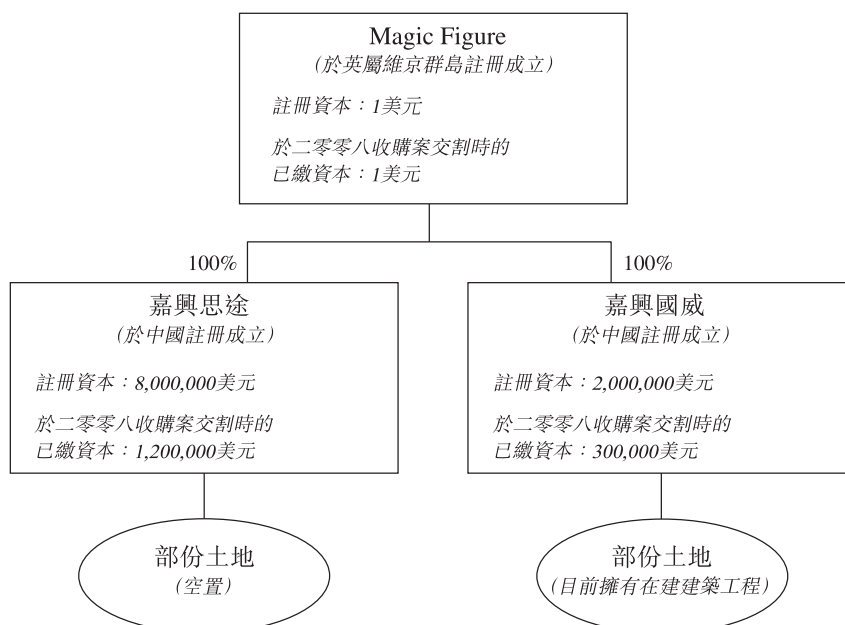 Magic Figure
(於英屬維京群島註冊成立)
註冊資本：1美元
於二零零八收購案交割時的
已繳資本：1美元
100%
100%
嘉興思途
(於中國註冊成立)
註冊資本：8,000,000美元
於二零零八收購案交割時的
已繳資本：1,200,000美元
嘉興國威
(於中國註冊成立)
註冊資本：2,000,000美元
於二零零八收購案交割時的
已繳資本：300,000美元
部份土地
(空置)
部份土地
(目前擁有在建建築工程)